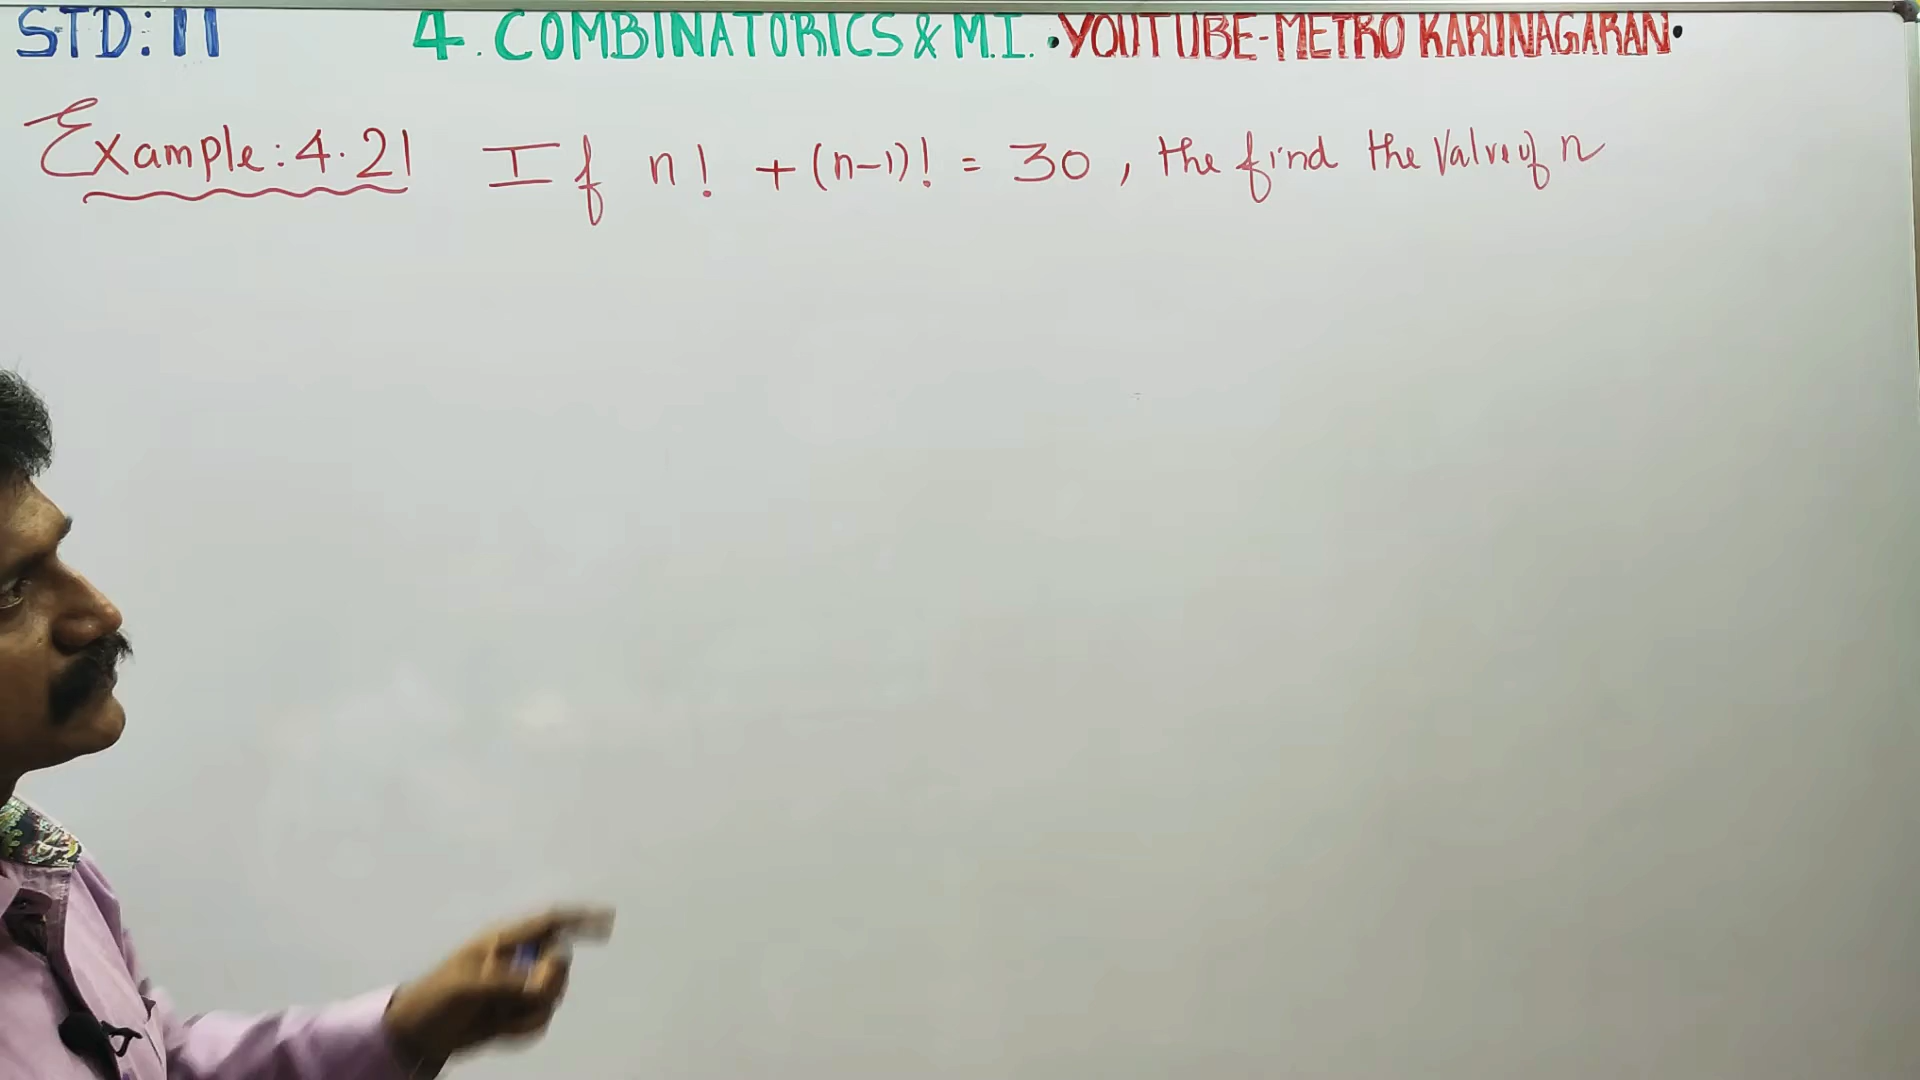 STD: 11 4. COMBINATORICS & M.I. •YOUTUBE-METRO KARUNAGARAN•
Example: 4.21 If n! + (n-1)! = 30, the find the Value of n